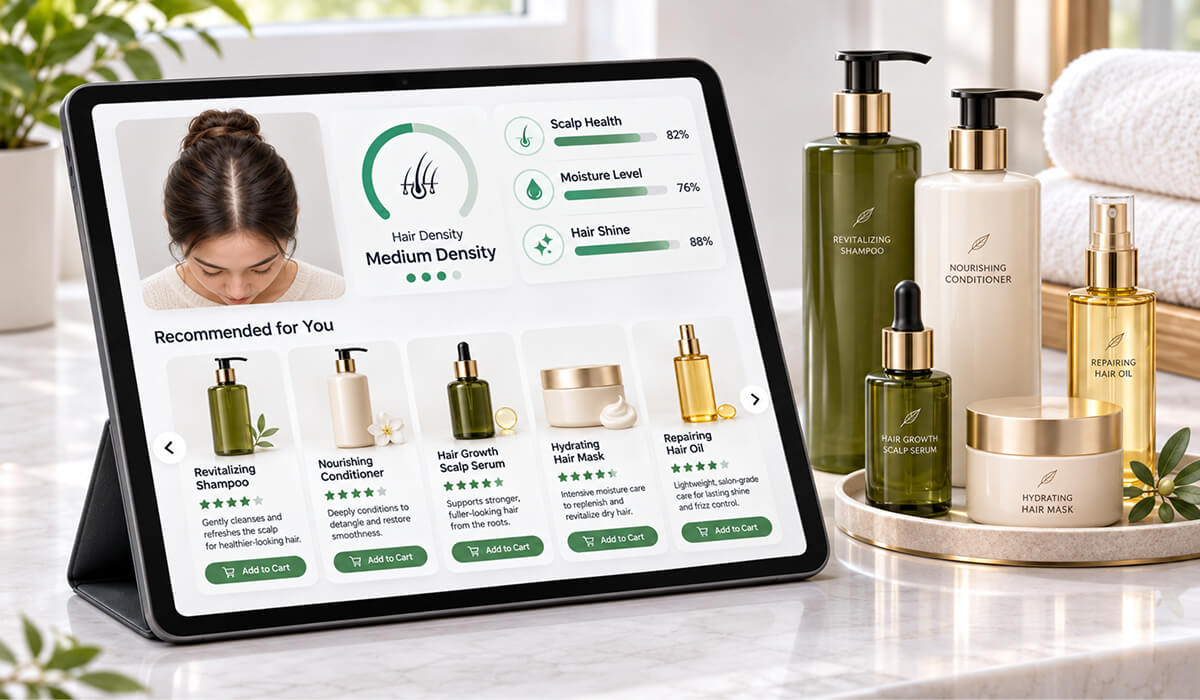 Hair Density
Medium Density
Scalp Health
82%
Moisture Level
76%
Hair Shine
88%
Recommended for You
Revitalizing
Shampoo
Gently cleanses and
refreshes the scalp
for healthier-looking hair.
Add to Cart
Nourishing
Conditioner
Deeply conditions to
detangle and restore
smoothness.
Add to Cart
Hair Growth
Scalp Serum
Supports stronger,
fuller-looking hair
from the roots.
Add to Cart
Hydrating
Hair Mask
Intensive moisture care
to replenish and
revitalize dry hair.
Add to Cart
Repairing
Hair Oil
Lightweight, salon-grade
care for lasting shine
and frizz control.
Add to Cart
REVITALIZING
SHAMPOO
NOURISHING
CONDITIONER
REPAIRING
HAIR OIL
HAIR GROWTH
SCALP SERUM
HYDRATING
HAIR MASK